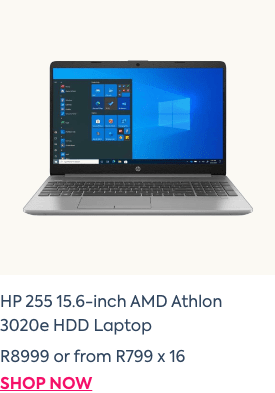 HP 255 15.6-inch AMD Athlon
3020e HDD Laptop
R8999 or from R799 x 16
SHOP NOW